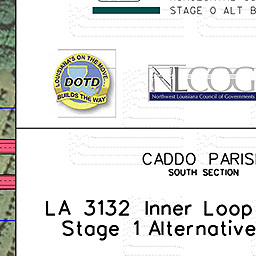 STAGE 0 ALT B
LOUISIANA'S ON THE MOVE
DOTD
BUILDS THE WAY
NLCOG
Northwest Louisiana Council of Governments
CADDO PARIS
SOUTH SECTION
LA 3132 Inner Loop
Stage 1 Alternative